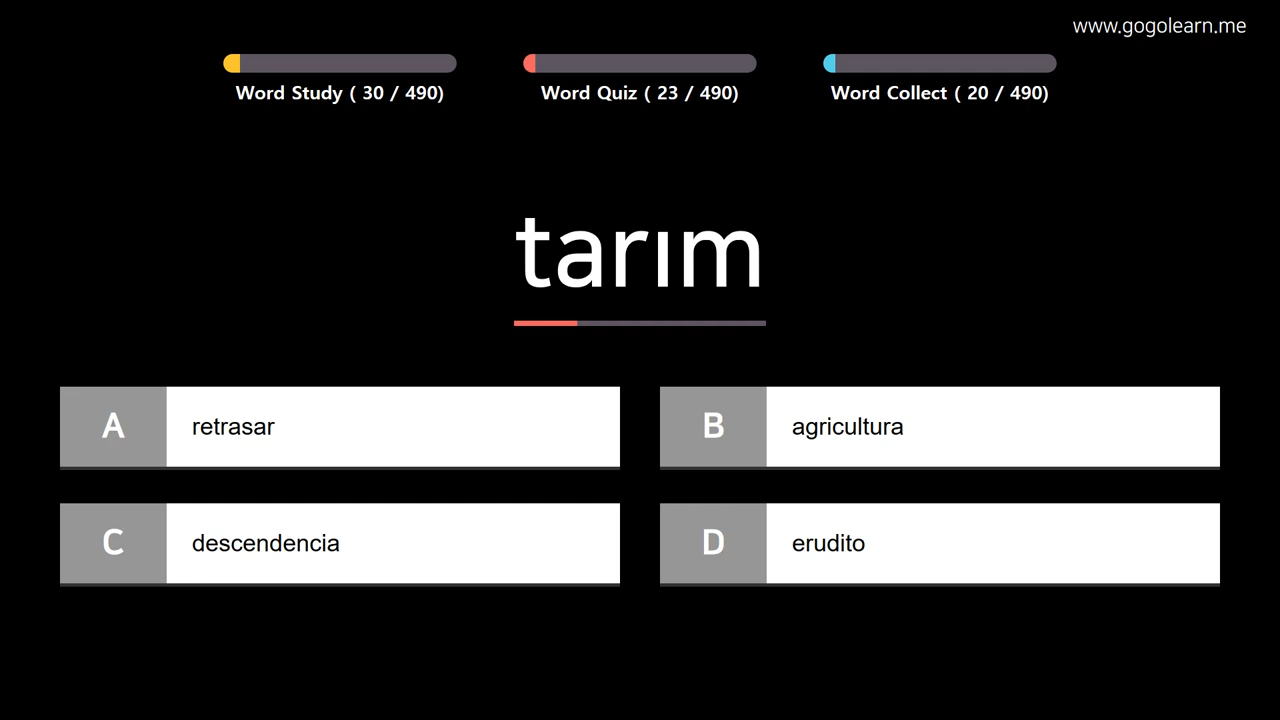 www.gogolearn.me
Word Study ( 30 / 490)
Word Quiz ( 23 / 490)
Word Collect ( 20 / 490)
tarım
A retrasar
B agricultura
C descendencia
D erudito